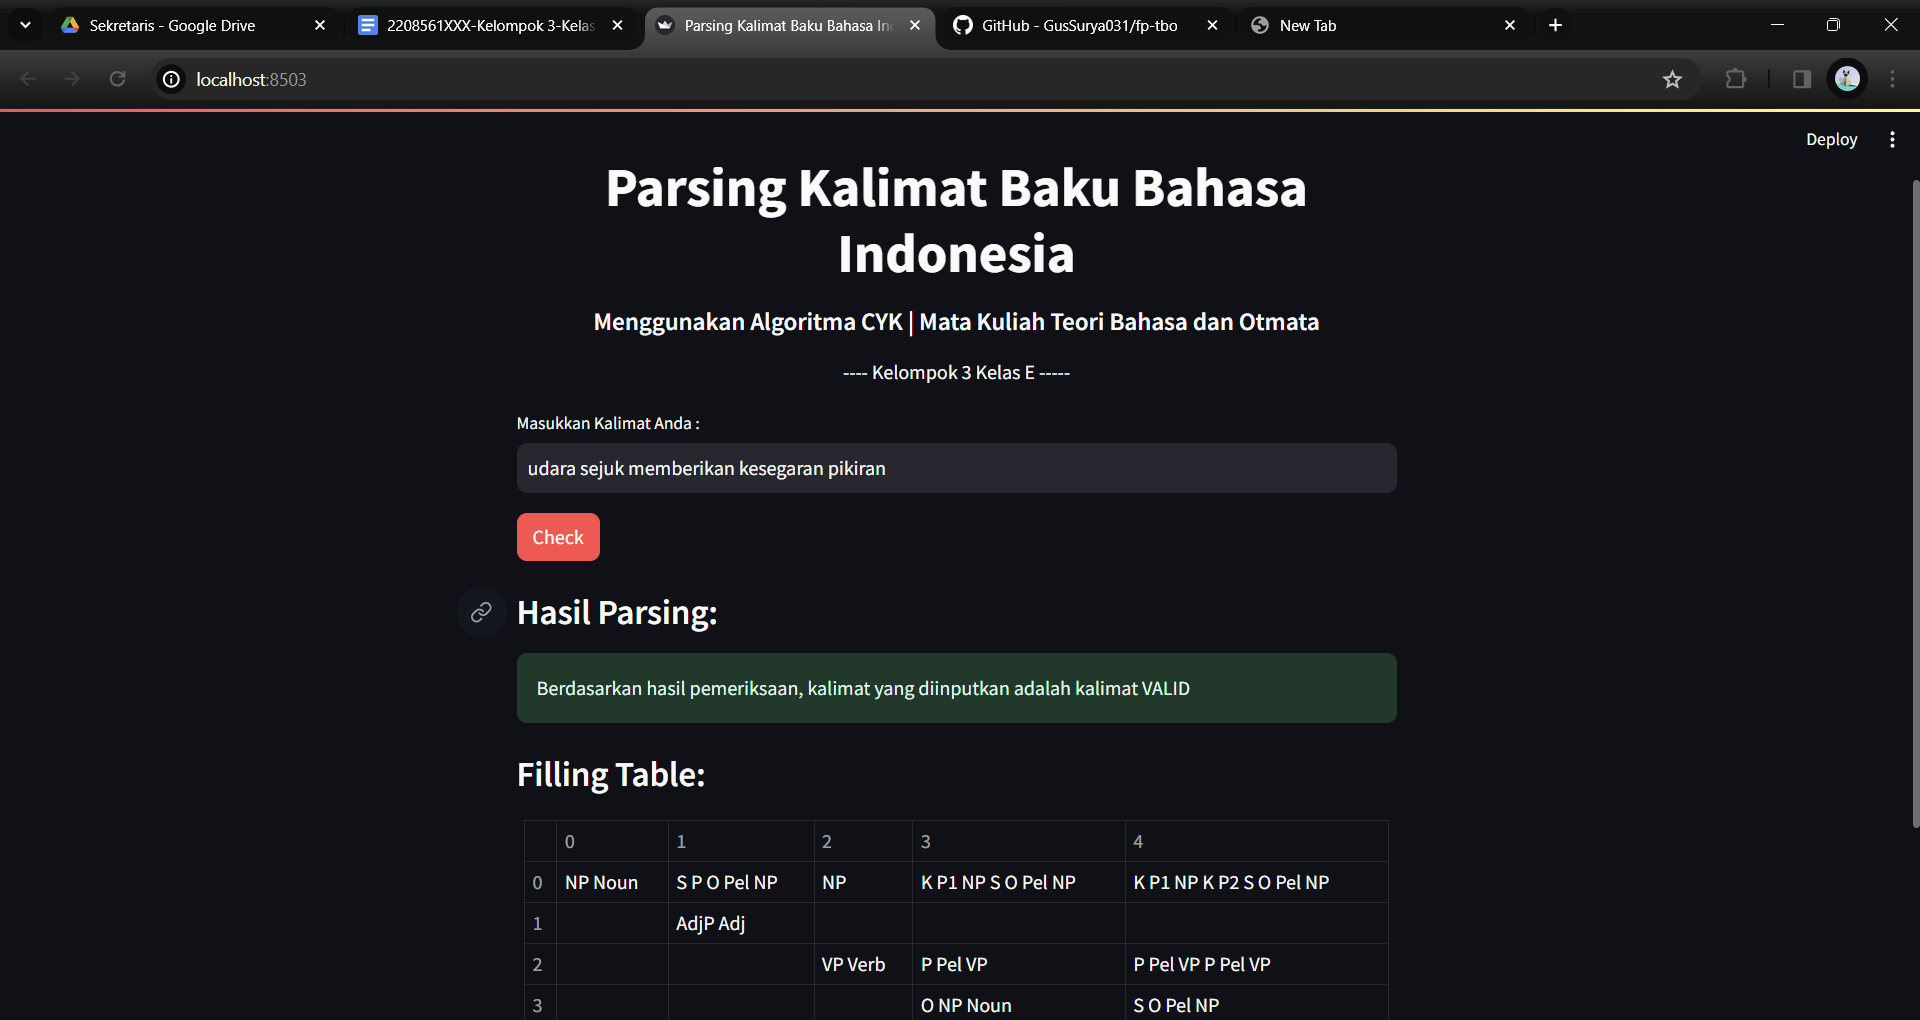 Sekretaris - Google Drive
2208561XXX-Kelompok 3-Kelas
Parsing Kalimat Baku Bahasa Ind
GitHub - GusSurya031/fp-tbo
New Tab
localhost:8503
Deploy
Parsing Kalimat Baku Bahasa
Indonesia
Menggunakan Algoritma CYK | Mata Kuliah Teori Bahasa dan Otmata
---- Kelompok 3 Kelas E -----
Masukkan Kalimat Anda :
udara sejuk memberikan kesegaran pikiran
Check
Hasil Parsing:
Berdasarkan hasil pemeriksaan, kalimat yang diinputkan adalah kalimat VALID
Filling Table:
0 1 2 3 4
0 NP Noun S P O Pel NP NP K P1 NP S O Pel NP K P1 NP K P2 S O Pel NP
1 AdjP Adj
2 VP Verb P Pel VP P Pel VP P Pel VP
3 O NP Noun S O Pel NP